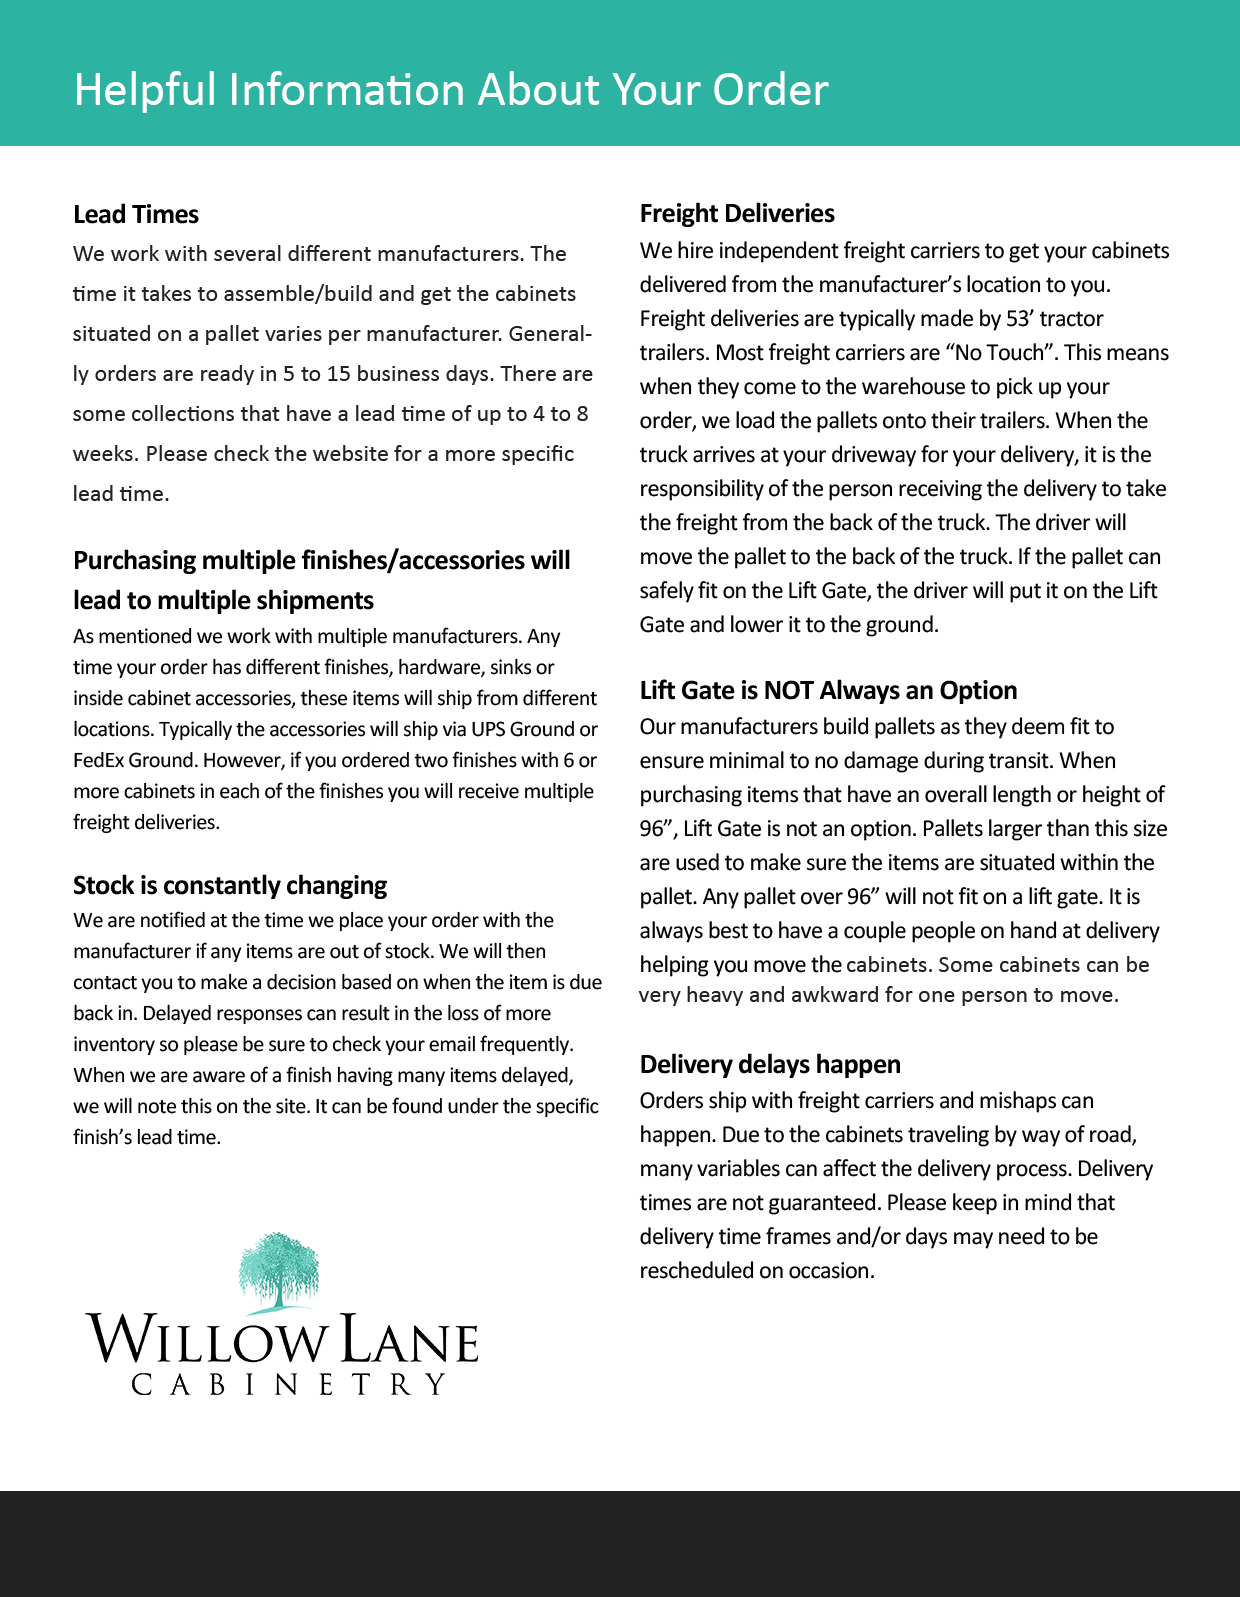 Helpful Information About Your Order
Lead Times
We work with several different manufacturers. The
time it takes to assemble/build and get the cabinets
situated on a pallet varies per manufacturer. General-
ly orders are ready in 5 to 15 business days. There are
some collections that have a lead time of up to 4 to 8
weeks. Please check the website for a more specific
lead time.
Purchasing multiple finishes/accessories will
lead to multiple shipments
As mentioned we work with multiple manufacturers. Any
time your order has different finishes, hardware, sinks or
inside cabinet accessories, these items will ship from different
locations. Typically the accessories will ship via UPS Ground or
FedEx Ground. However, if you ordered two finishes with 6 or
more cabinets in each of the finishes you will receive multiple
freight deliveries.
Stock is constantly changing
We are notified at the time we place your order with the
manufacturer if any items are out of stock. We will then
contact you to make a decision based on when the item is due
back in. Delayed responses can result in the loss of more
inventory so please be sure to check your email frequently.
When we are aware of a finish having many items delayed,
we will note this on the site. It can be found under the specific
finish’s lead time.
WILLOW LANE
CABINETRY
Freight Deliveries
We hire independent freight carriers to get your cabinets
delivered from the manufacturer’s location to you.
Freight deliveries are typically made by 53’ tractor
trailers. Most freight carriers are “No Touch”. This means
when they come to the warehouse to pick up your
order, we load the pallets onto their trailers. When the
truck arrives at your driveway for your delivery, it is the
responsibility of the person receiving the delivery to take
the freight from the back of the truck. The driver will
move the pallet to the back of the truck. If the pallet can
safely fit on the Lift Gate, the driver will put it on the Lift
Gate and lower it to the ground.
Lift Gate is NOT Always an Option
Our manufacturers build pallets as they deem fit to
ensure minimal to no damage during transit. When
purchasing items that have an overall length or height of
96”, Lift Gate is not an option. Pallets larger than this size
are used to make sure the items are situated within the
pallet. Any pallet over 96” will not fit on a lift gate. It is
always best to have a couple people on hand at delivery
helping you move the cabinets. Some cabinets can be
very heavy and awkward for one person to move.
Delivery delays happen
Orders ship with freight carriers and mishaps can
happen. Due to the cabinets traveling by way of road,
many variables can affect the delivery process. Delivery
times are not guaranteed. Please keep in mind that
delivery time frames and/or days may need to be
rescheduled on occasion.